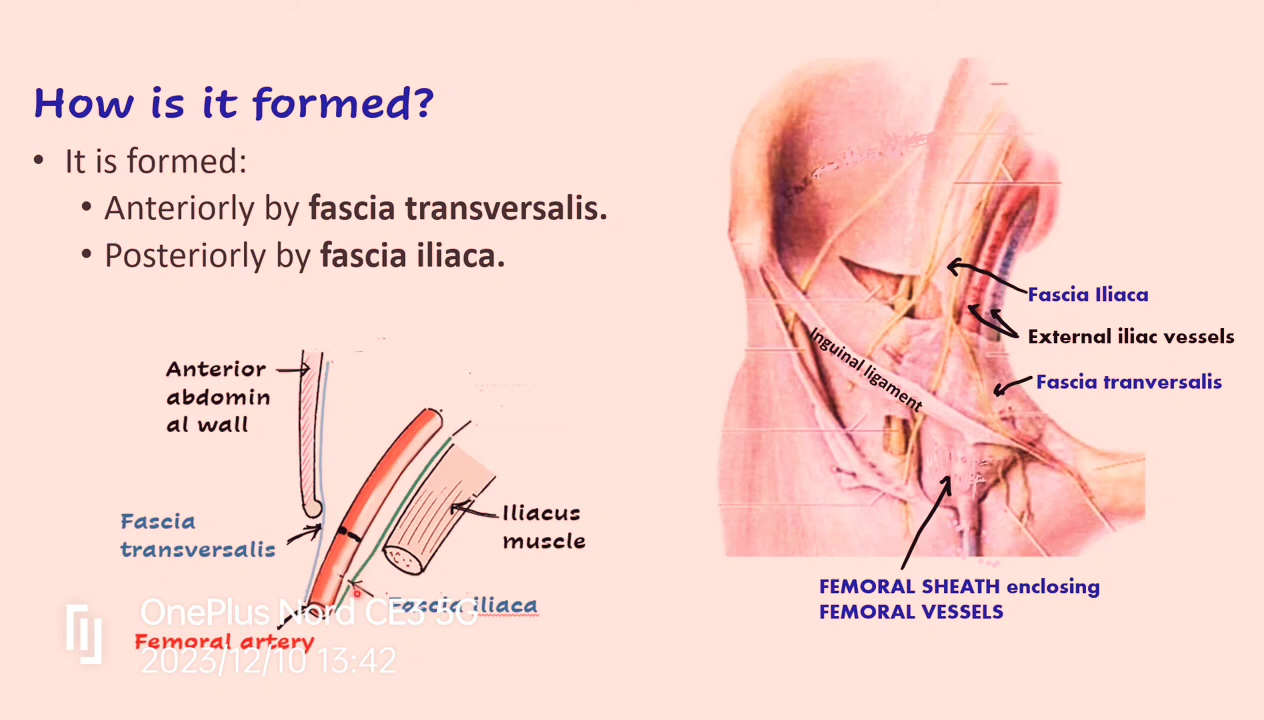 How is it formed?
• It is formed:
• Anteriorly by fascia transversalis.
• Posteriorly by fascia iliaca.
Anterior
abdomin
al wall
Fascia
transversalis
Iliacus
muscle
Fascia iliaca
Femoral artery
OnePlus Nord CE3 5G
2023/12/10 13:42
Inguinal ligament
Fascia Iliaca
External iliac vessels
Fascia tranversalis
FEMORAL SHEATH enclosing
FEMORAL VESSELS